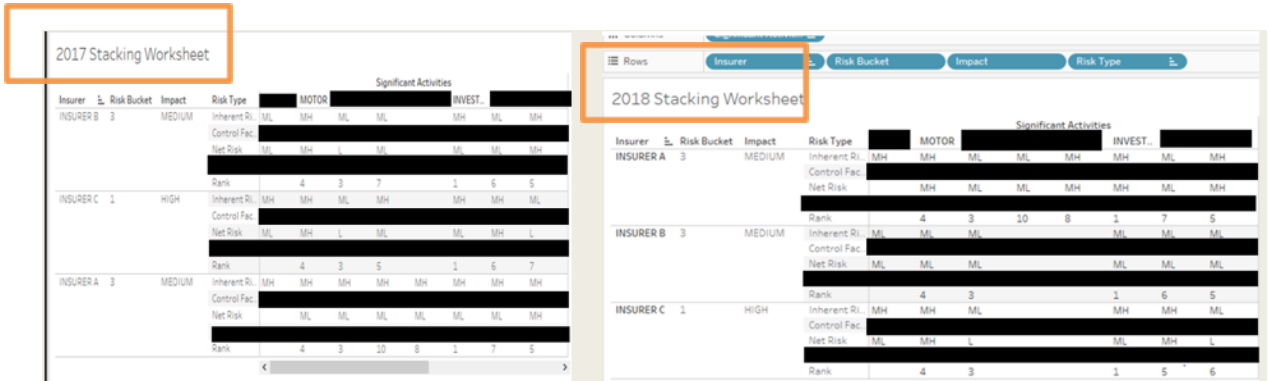 2017 Stacking Worksheet
Significant Activities
Insurer Risk Bucket Impact Risk Type MOTOR INVEST..
INSURER B 3 MEDIUM Inherent Ri.. ML MH ML ML MH ML MH
Control Fac..
Net Risk ML MH L ML ML ML MH
Rank 4 3 7 1 6 5
INSURER C 1 HIGH Inherent Ri.. MH MH ML MH MH MH ML
Control Fac..
Net Risk ML MH L ML ML MH L
Rank 4 3 5 1 6 7
INSURER A 3 MEDIUM Inherent Ri.. MH MH MH MH MH MH MH MH
Control Fac..
Net Risk ML ML ML ML ML ML MH
Rank 4 3 10 8 1 7 5
Rows Insurer Risk Bucket Impact Risk Type
2018 Stacking Worksheet
Significant Activities
Insurer Risk Bucket Impact Risk Type MOTOR INVEST..
INSURER A 3 MEDIUM Inherent Ri.. MH MH ML ML MH MH ML MH
Control Fac..
Net Risk MH ML ML MH MH ML MH
Rank 4 3 10 8 1 7 5
INSURER B 3 MEDIUM Inherent Ri.. ML ML ML ML ML ML
Control Fac..
Net Risk ML ML ML ML ML ML
Rank 4 3 1 6 5
INSURER C 1 HIGH Inherent Ri.. MH MH ML MH MH ML
Control Fac..
Net Risk ML MH L ML MH L
Rank 4 3 1 5 6